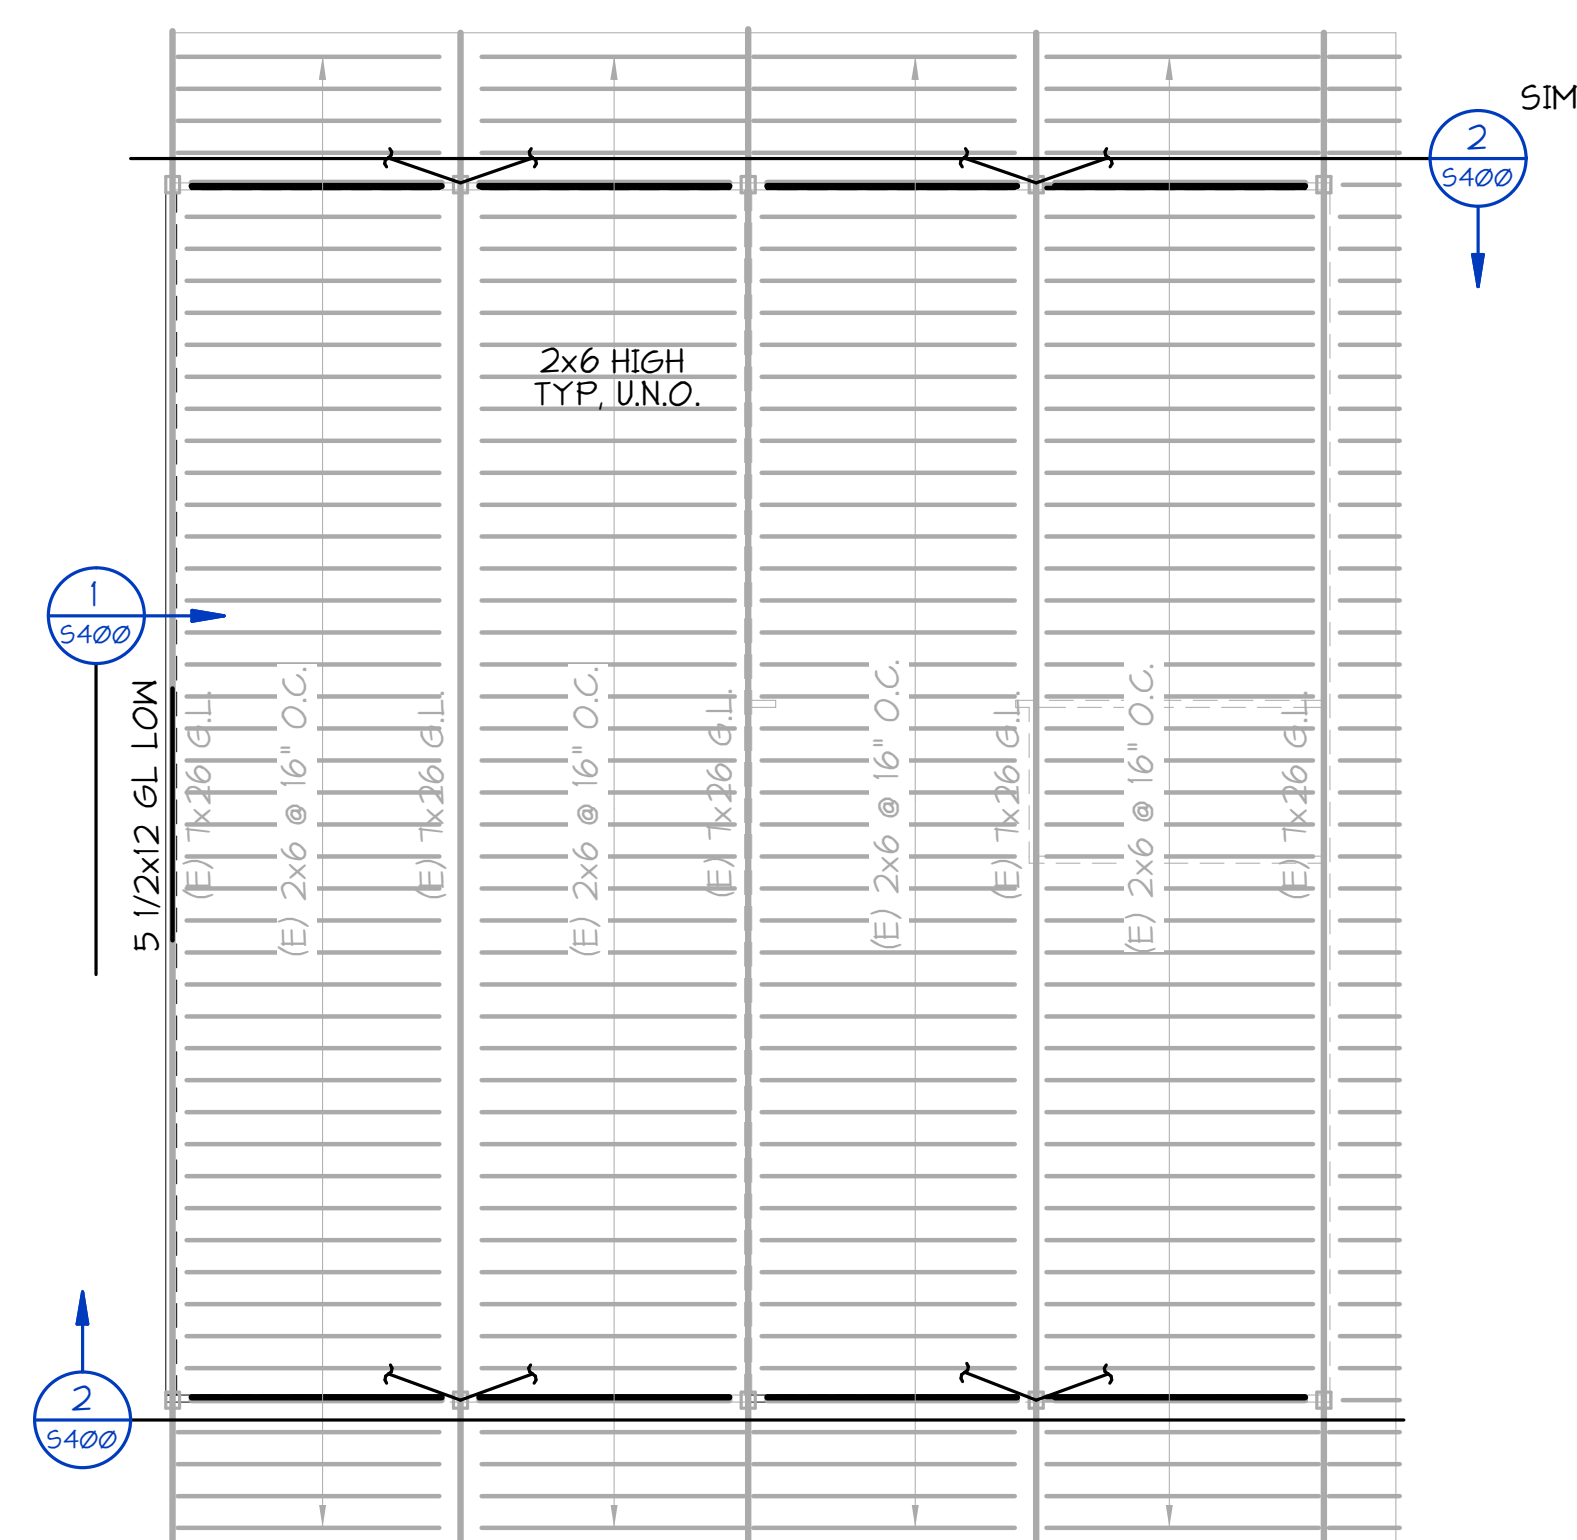 SIM
2
S400
2x6 HIGH
TYP, U.N.O.
1
S400
5 1/2x12 GL LOW
(E) 7x26 G.L.
(E) 2x6 @ 16" O.C.
(E) 7x26 G.L.
(E) 2x6 @ 16" O.C.
(E) 7x26 G.L.
(E) 2x6 @ 16" O.C.
(E) 7x26 G.L.
(E) 2x6 @ 16" O.C.
(E) 7x26 G.L.
2
S400